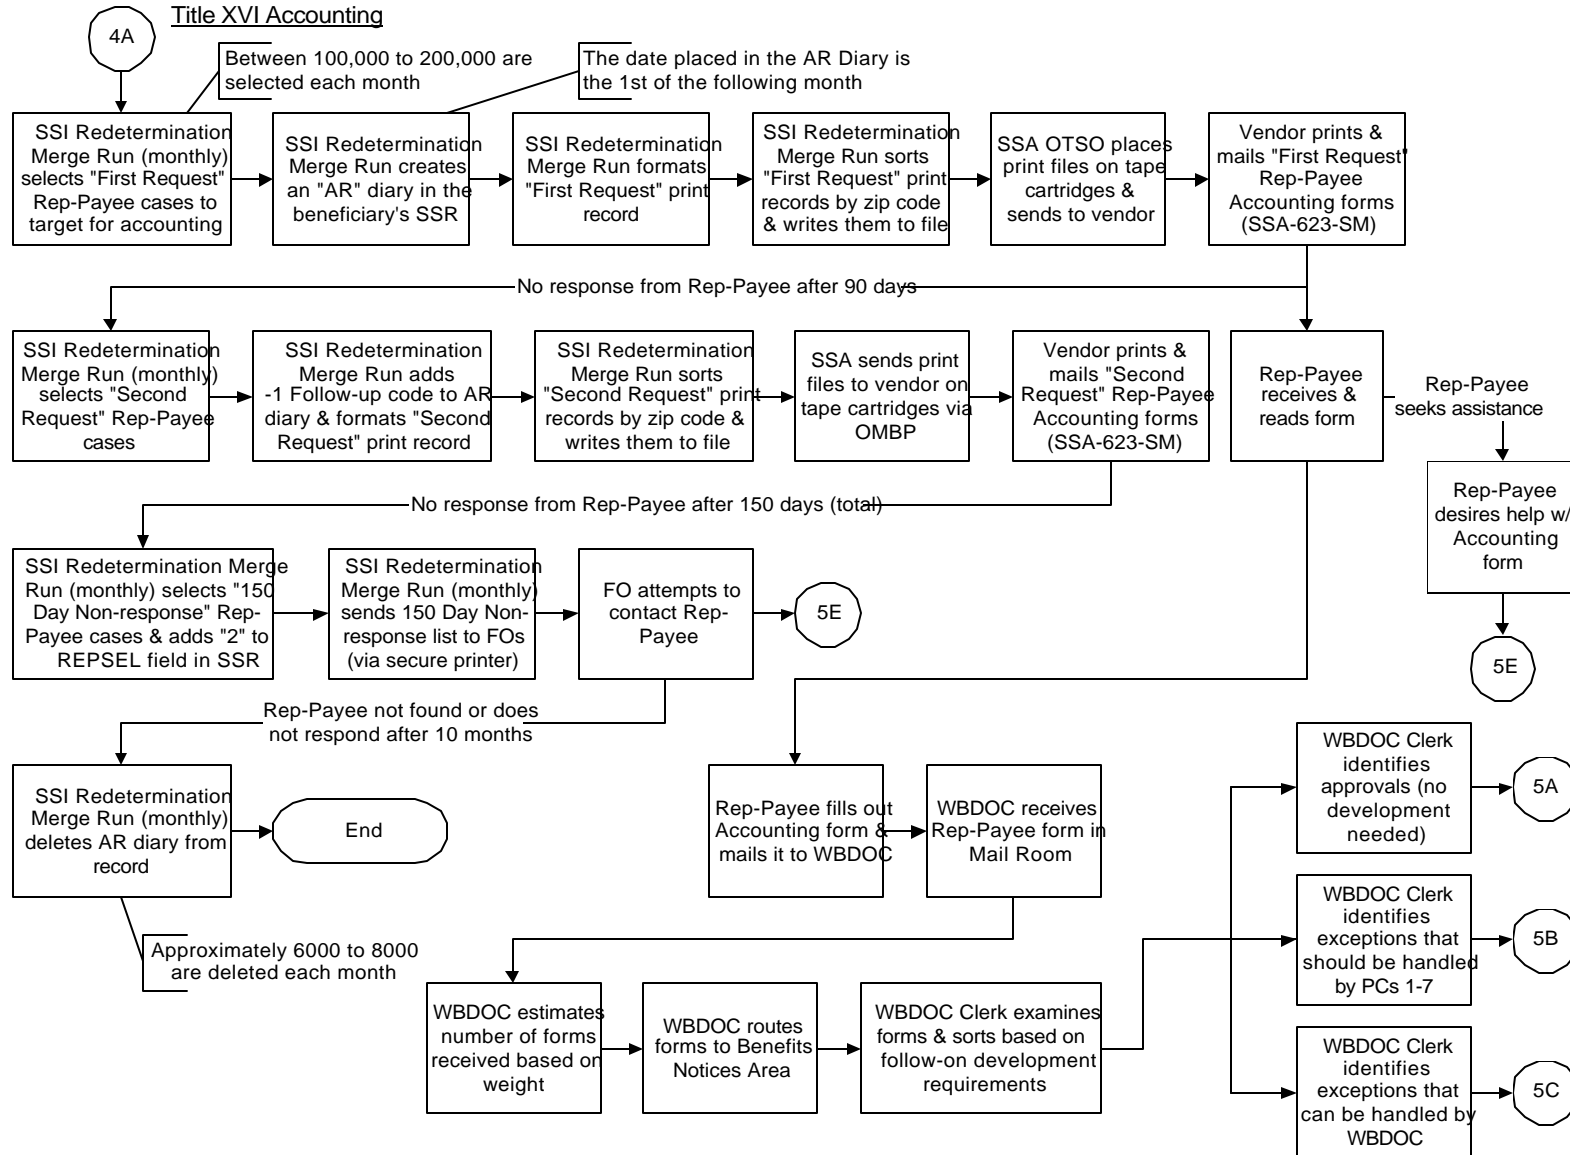 Title XVI Accounting
4A
Between 100,000 to 200,000 are
selected each month
The date placed in the AR Diary is
the 1st of the following month
SSI Redetermination
Merge Run (monthly)
selects "First Request"
Rep-Payee cases to
target for accounting
SSI Redetermination
Merge Run creates
an "AR" diary in the
beneficiary's SSR
SSI Redetermination
Merge Run formats
"First Request" print
record
SSI Redetermination
Merge Run sorts
"First Request" print
records by zip code
& writes them to file
SSA OTSO places
print files on tape
cartridges &
sends to vendor
Vendor prints &
mails "First Request"
Rep-Payee
Accounting forms
(SSA-623-SM)
No response from Rep-Payee after 90 days
SSI Redetermination
Merge Run (monthly)
selects "Second
Request" Rep-Payee
cases
SSI Redetermination
Merge Run adds
-1 Follow-up code to AR
diary & formats "Second
Request" print record
SSI Redetermination
Merge Run sorts
"Second Request" print
records by zip code &
writes them to file
SSA sends print
files to vendor on
tape cartridges via
OMBP
Vendor prints &
mails "Second
Request" Rep-Payee
Accounting forms
(SSA-623-SM)
Rep-Payee
receives &
reads form
Rep-Payee
seeks assistance
Rep-Payee
desires help w/
Accounting
form
5E
No response from Rep-Payee after 150 days (total)
SSI Redetermination Merge
Run (monthly) selects "150
Day Non-response" Rep-
Payee cases & adds "2" to
REPSEL field in SSR
SSI Redetermination
Merge Run (monthly)
sends 150 Day Non-
response list to FOs
(via secure printer)
FO attempts to
contact Rep-
Payee
5E
Rep-Payee not found or does
not respond after 10 months
SSI Redetermination
Merge Run (monthly)
deletes AR diary from
record
End
Approximately 6000 to 8000
are deleted each month
Rep-Payee fills out
Accounting form &
mails it to WBDOC
WBDOC receives
Rep-Payee form in
Mail Room
WBDOC estimates
number of forms
received based on
weight
WBDOC routes
forms to Benefits
Notices Area
WBDOC Clerk examines
forms & sorts based on
follow-on development
requirements
WBDOC Clerk
identifies
approvals (no
development
needed)
5A
WBDOC Clerk
identifies
exceptions that
should be handled
by PCs 1-7
5B
WBDOC Clerk
identifies
exceptions that
can be handled by
WBDOC
5C